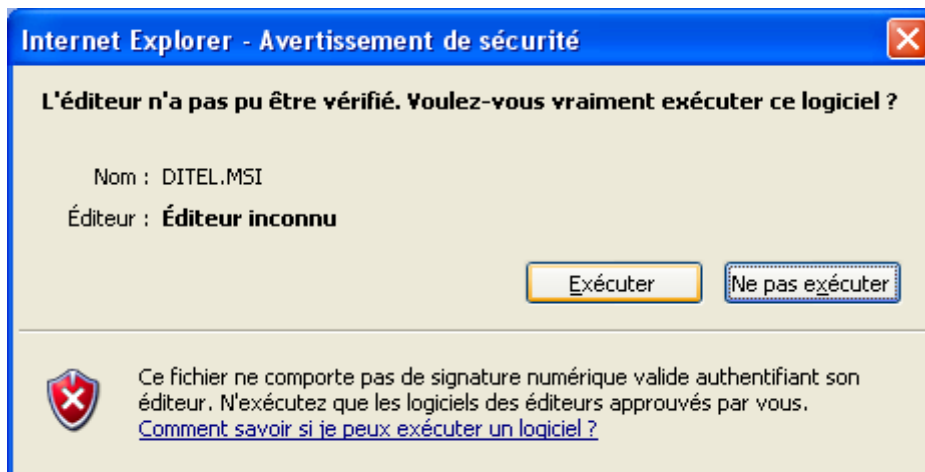 Internet Explorer - Avertissement de sécurité
L'éditeur n'a pas pu être vérifié. Voulez-vous vraiment exécuter ce logiciel ?
Nom : DITEL.MSI
Éditeur : Éditeur inconnu
Exécuter Ne pas exécuter
Ce fichier ne comporte pas de signature numérique valide authentifiant son
éditeur. N'exécutez que les logiciels des éditeurs approuvés par vous.
Comment savoir si je peux exécuter un logiciel ?